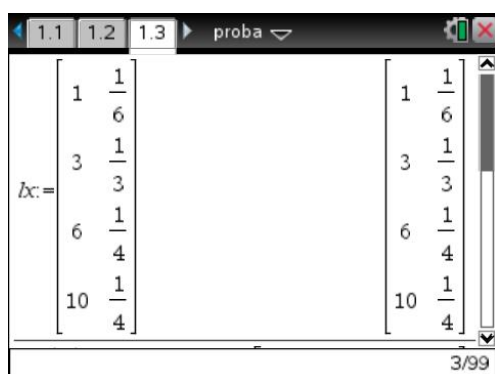 1.1 1.2 1.3 proba
lx:= [1 1/6; 3 1/3; 6 1/4; 10 1/4] [1 1/6; 3 1/3; 6 1/4; 10 1/4]
3/99